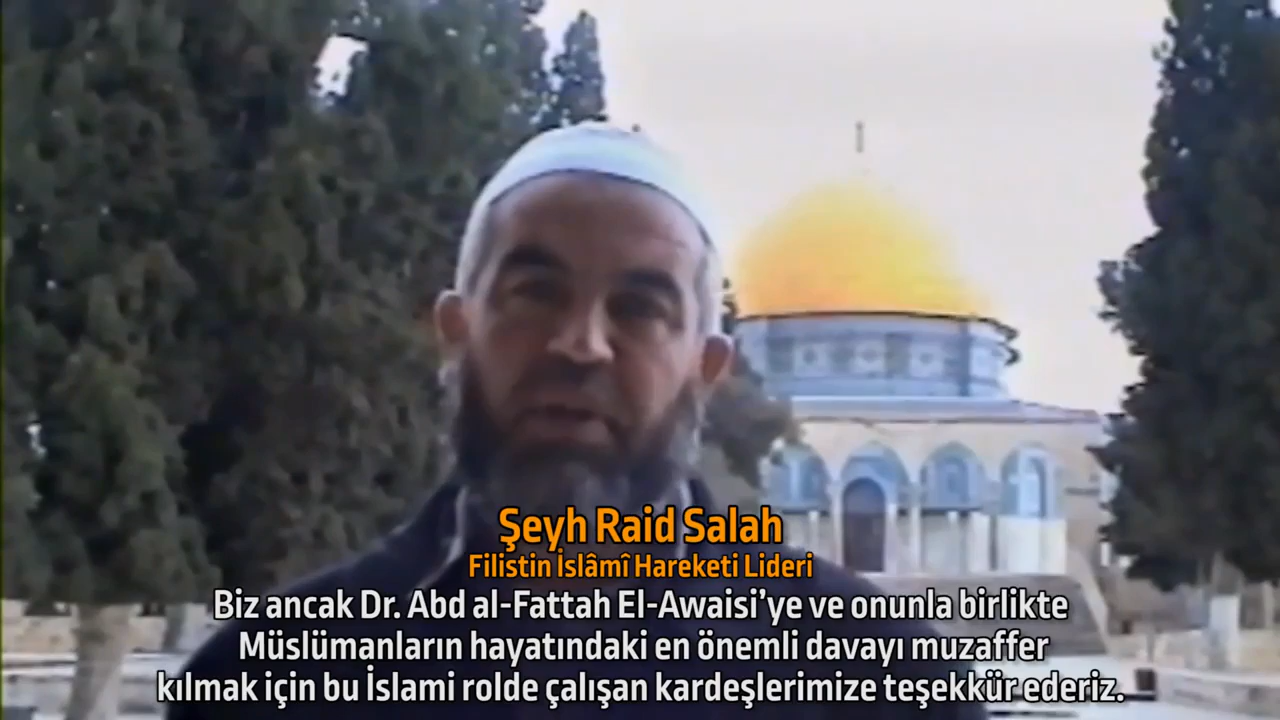 Şeyh Raid Salah
Filistin İslâmî Hareketi Lideri
Biz ancak Dr. Abd al-Fattah El-Awaisi’ye ve onunla birlikte
Müslümanların hayatındaki en önemli davayı muzaffer
kılmak için bu İslami rolde çalışan kardeşlerimize teşekkür ederiz.